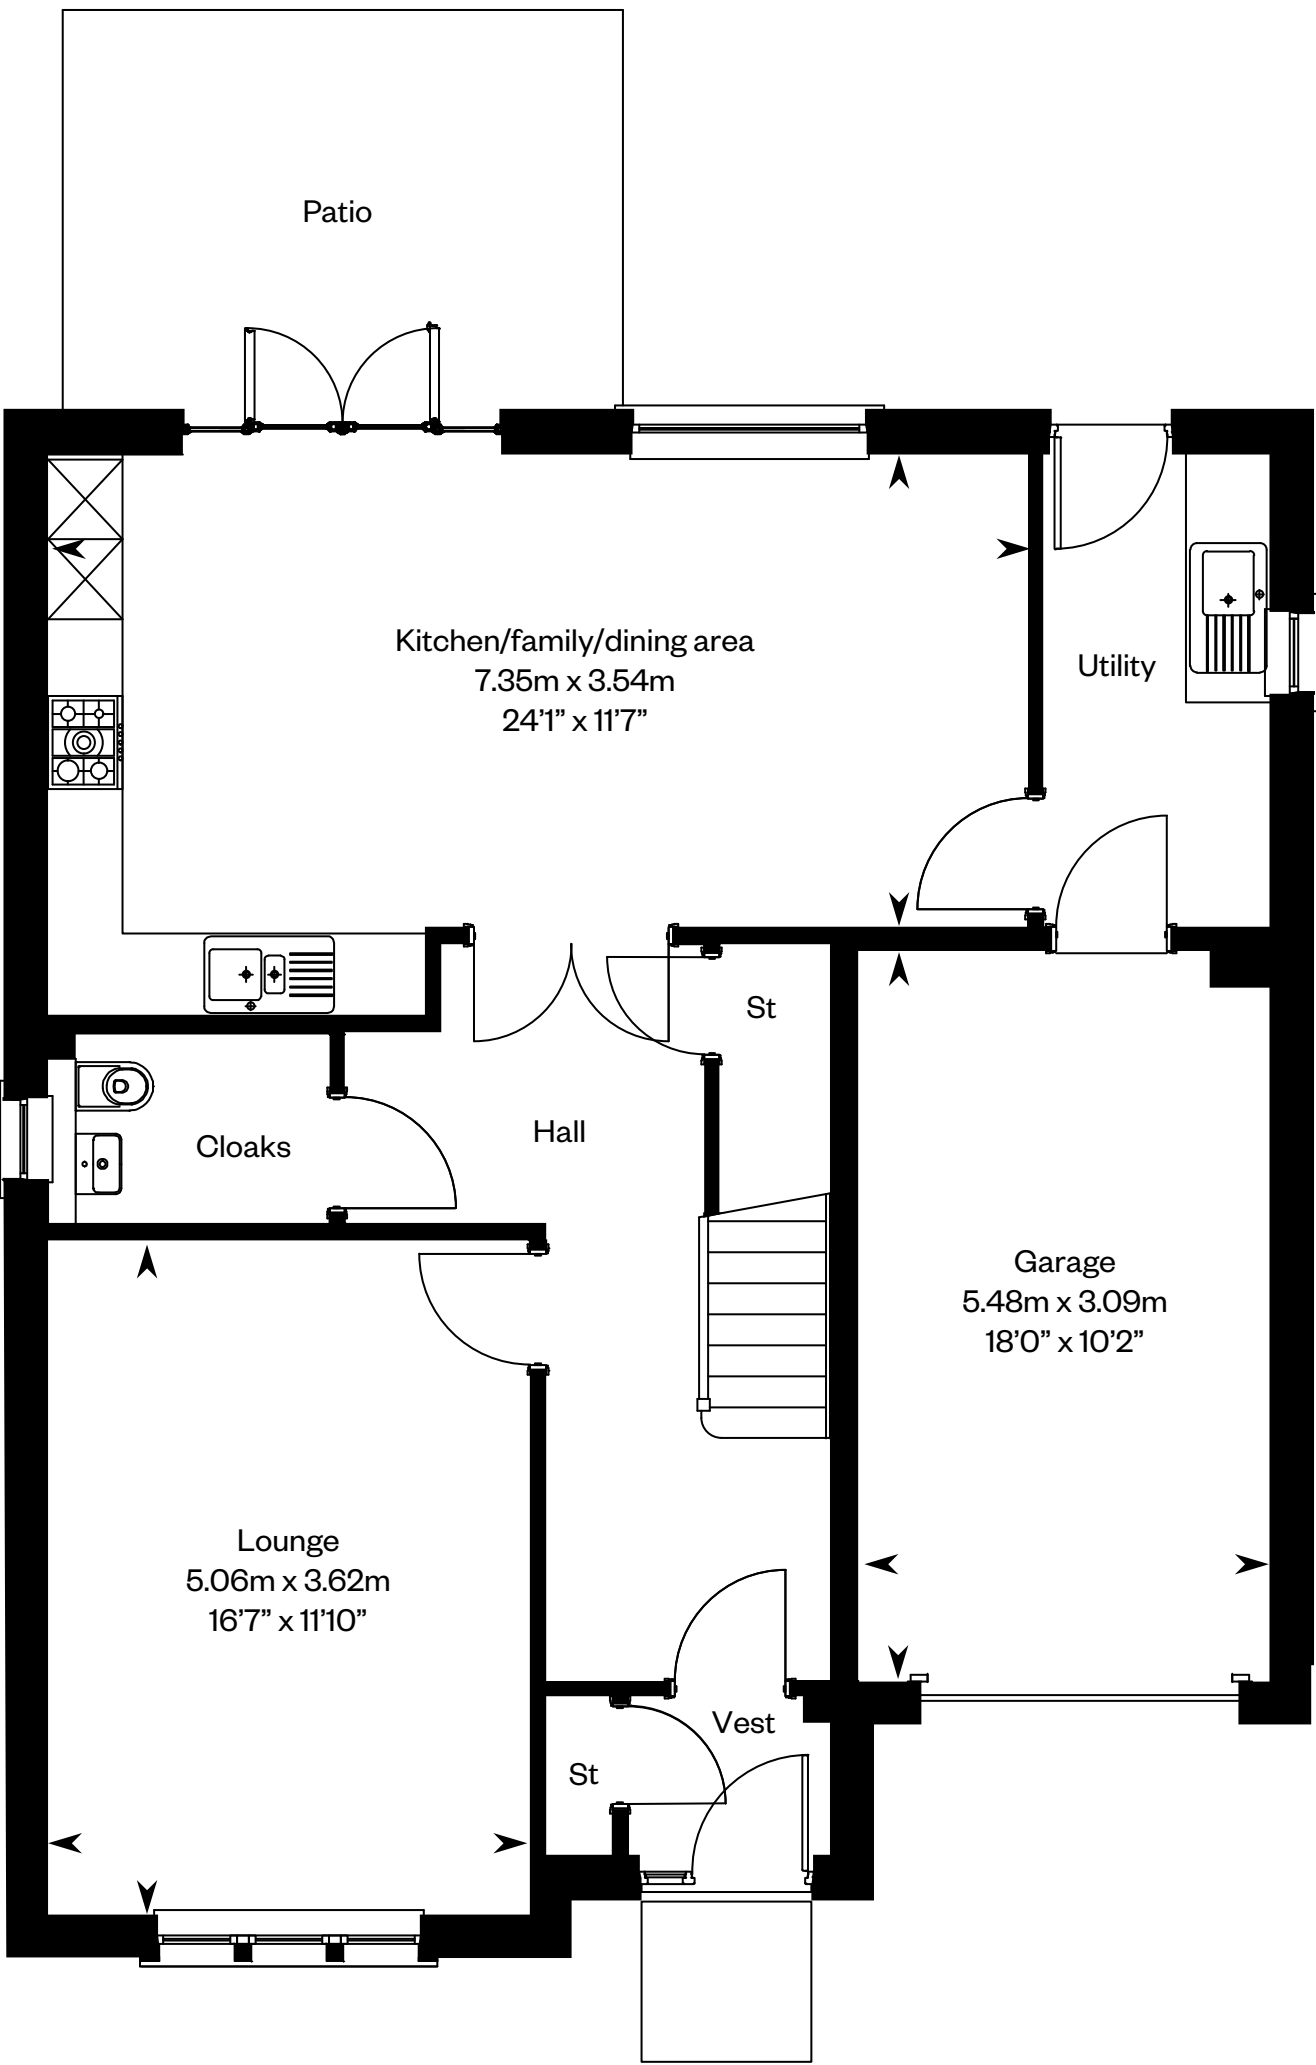 Patio
Kitchen/family/dining area
7.35m x 3.54m
24'1” x 11'7”
Utility
St
Hall
Cloaks
Garage
5.48m x 3.09m
18’0” x 10’2”
Lounge
5.06m x 3.62m
16’7” x 11’10”
Vest
St